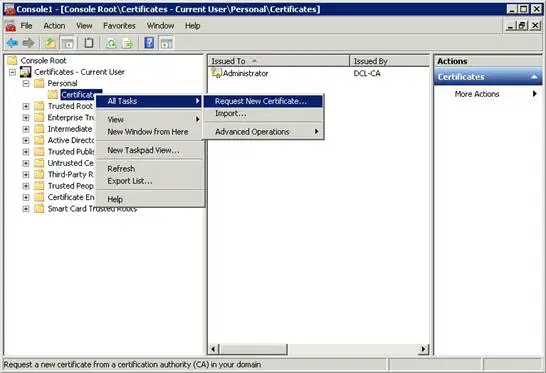 Console1 - [Console Root\Certificates - Current User\Personal\Certificates]
File Action View Favorites Window Help
Console Root
Certificates - Current User
Personal
Certificate
Trusted Root
Enterprise Tru
Intermediate
Active Directo
Trusted Publis
Untrusted Ce
Third-Party R
Trusted Peop
Certificate En
Smart Card Trusted Roots
All Tasks
View
New Window from Here
New Taskpad View...
Refresh
Export List...
Help
Request New Certificate...
Import...
Advanced Operations
Issued To Issued By
Administrator DCL-CA
Actions
Certificates
More Actions
Request a new certificate from a certification authority (CA) in your domain